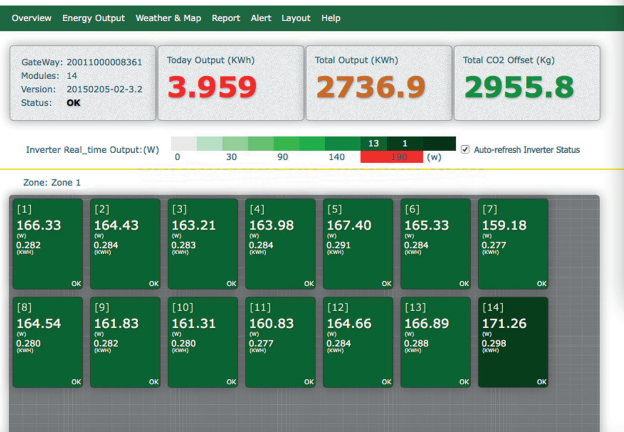 Overview Energy Output Weather & Map Report Alert Layout Help
GateWay: 20011000008361
Modules: 14
Version: 20150205-02-3.2
Status: OK
Today Output (KWh)
3.959
Total Output (KWh)
2736.9
Total CO2 Offset (Kg)
2955.8
Inverter Real_time Output:(W)
13 1
0 30 90 140 190 (w)
Auto-refresh Inverter Status
Zone: Zone 1
[1]
166.33
(W)
0.282
(KWH)
OK
[2]
164.43
(W)
0.284
(KWH)
OK
[3]
163.21
(W)
0.283
(KWH)
OK
[4]
163.98
(W)
0.284
(KWH)
OK
[5]
167.40
(W)
0.291
(KWH)
OK
[6]
165.33
(W)
0.284
(KWH)
OK
[7]
159.18
(W)
0.277
(KWH)
OK
[8]
164.54
(W)
0.280
(KWH)
OK
[9]
161.83
(W)
0.282
(KWH)
OK
[10]
161.31
(W)
0.280
(KWH)
OK
[11]
160.83
(W)
0.277
(KWH)
OK
[12]
164.66
(W)
0.284
(KWH)
OK
[13]
166.89
(W)
0.288
(KWH)
OK
[14]
171.26
(W)
0.298
(KWH)
OK